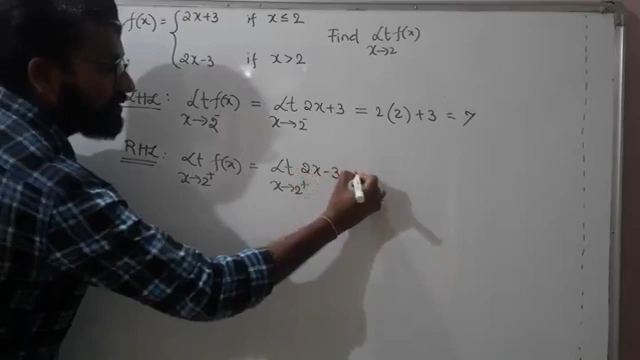 f(x) = { 2x+3 if x ≤ 2
2x-3 if x > 2
Find Lt f(x)
x→2
LHL : Lt f(x) = Lt 2x+3 = 2(2)+3 = 7
x→2⁻ x→2⁻
RHL : Lt f(x) = Lt 2x-3
x→2⁺ x→2⁺